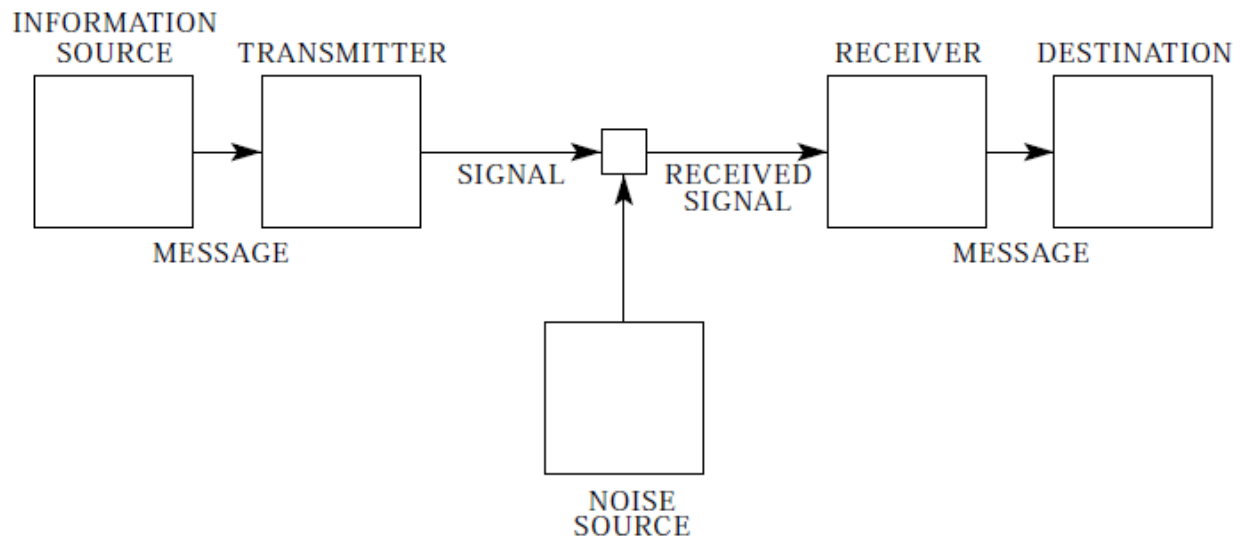 INFORMATION
SOURCE
TRANSMITTER
RECEIVER
DESTINATION
SIGNAL
RECEIVED
SIGNAL
MESSAGE
MESSAGE
NOISE
SOURCE